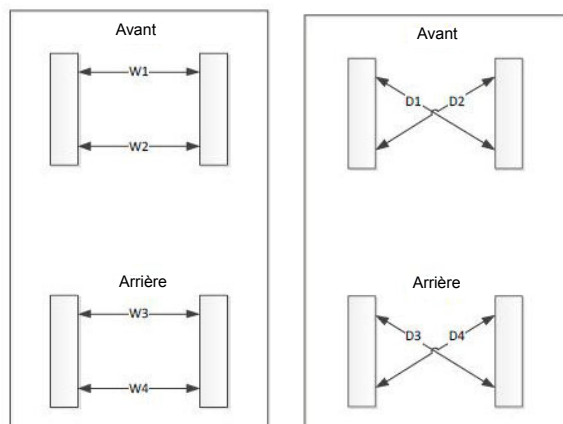 Avant
W1
W2
Arrière
W3
W4
Avant
D1 D2
Arrière
D3 D4